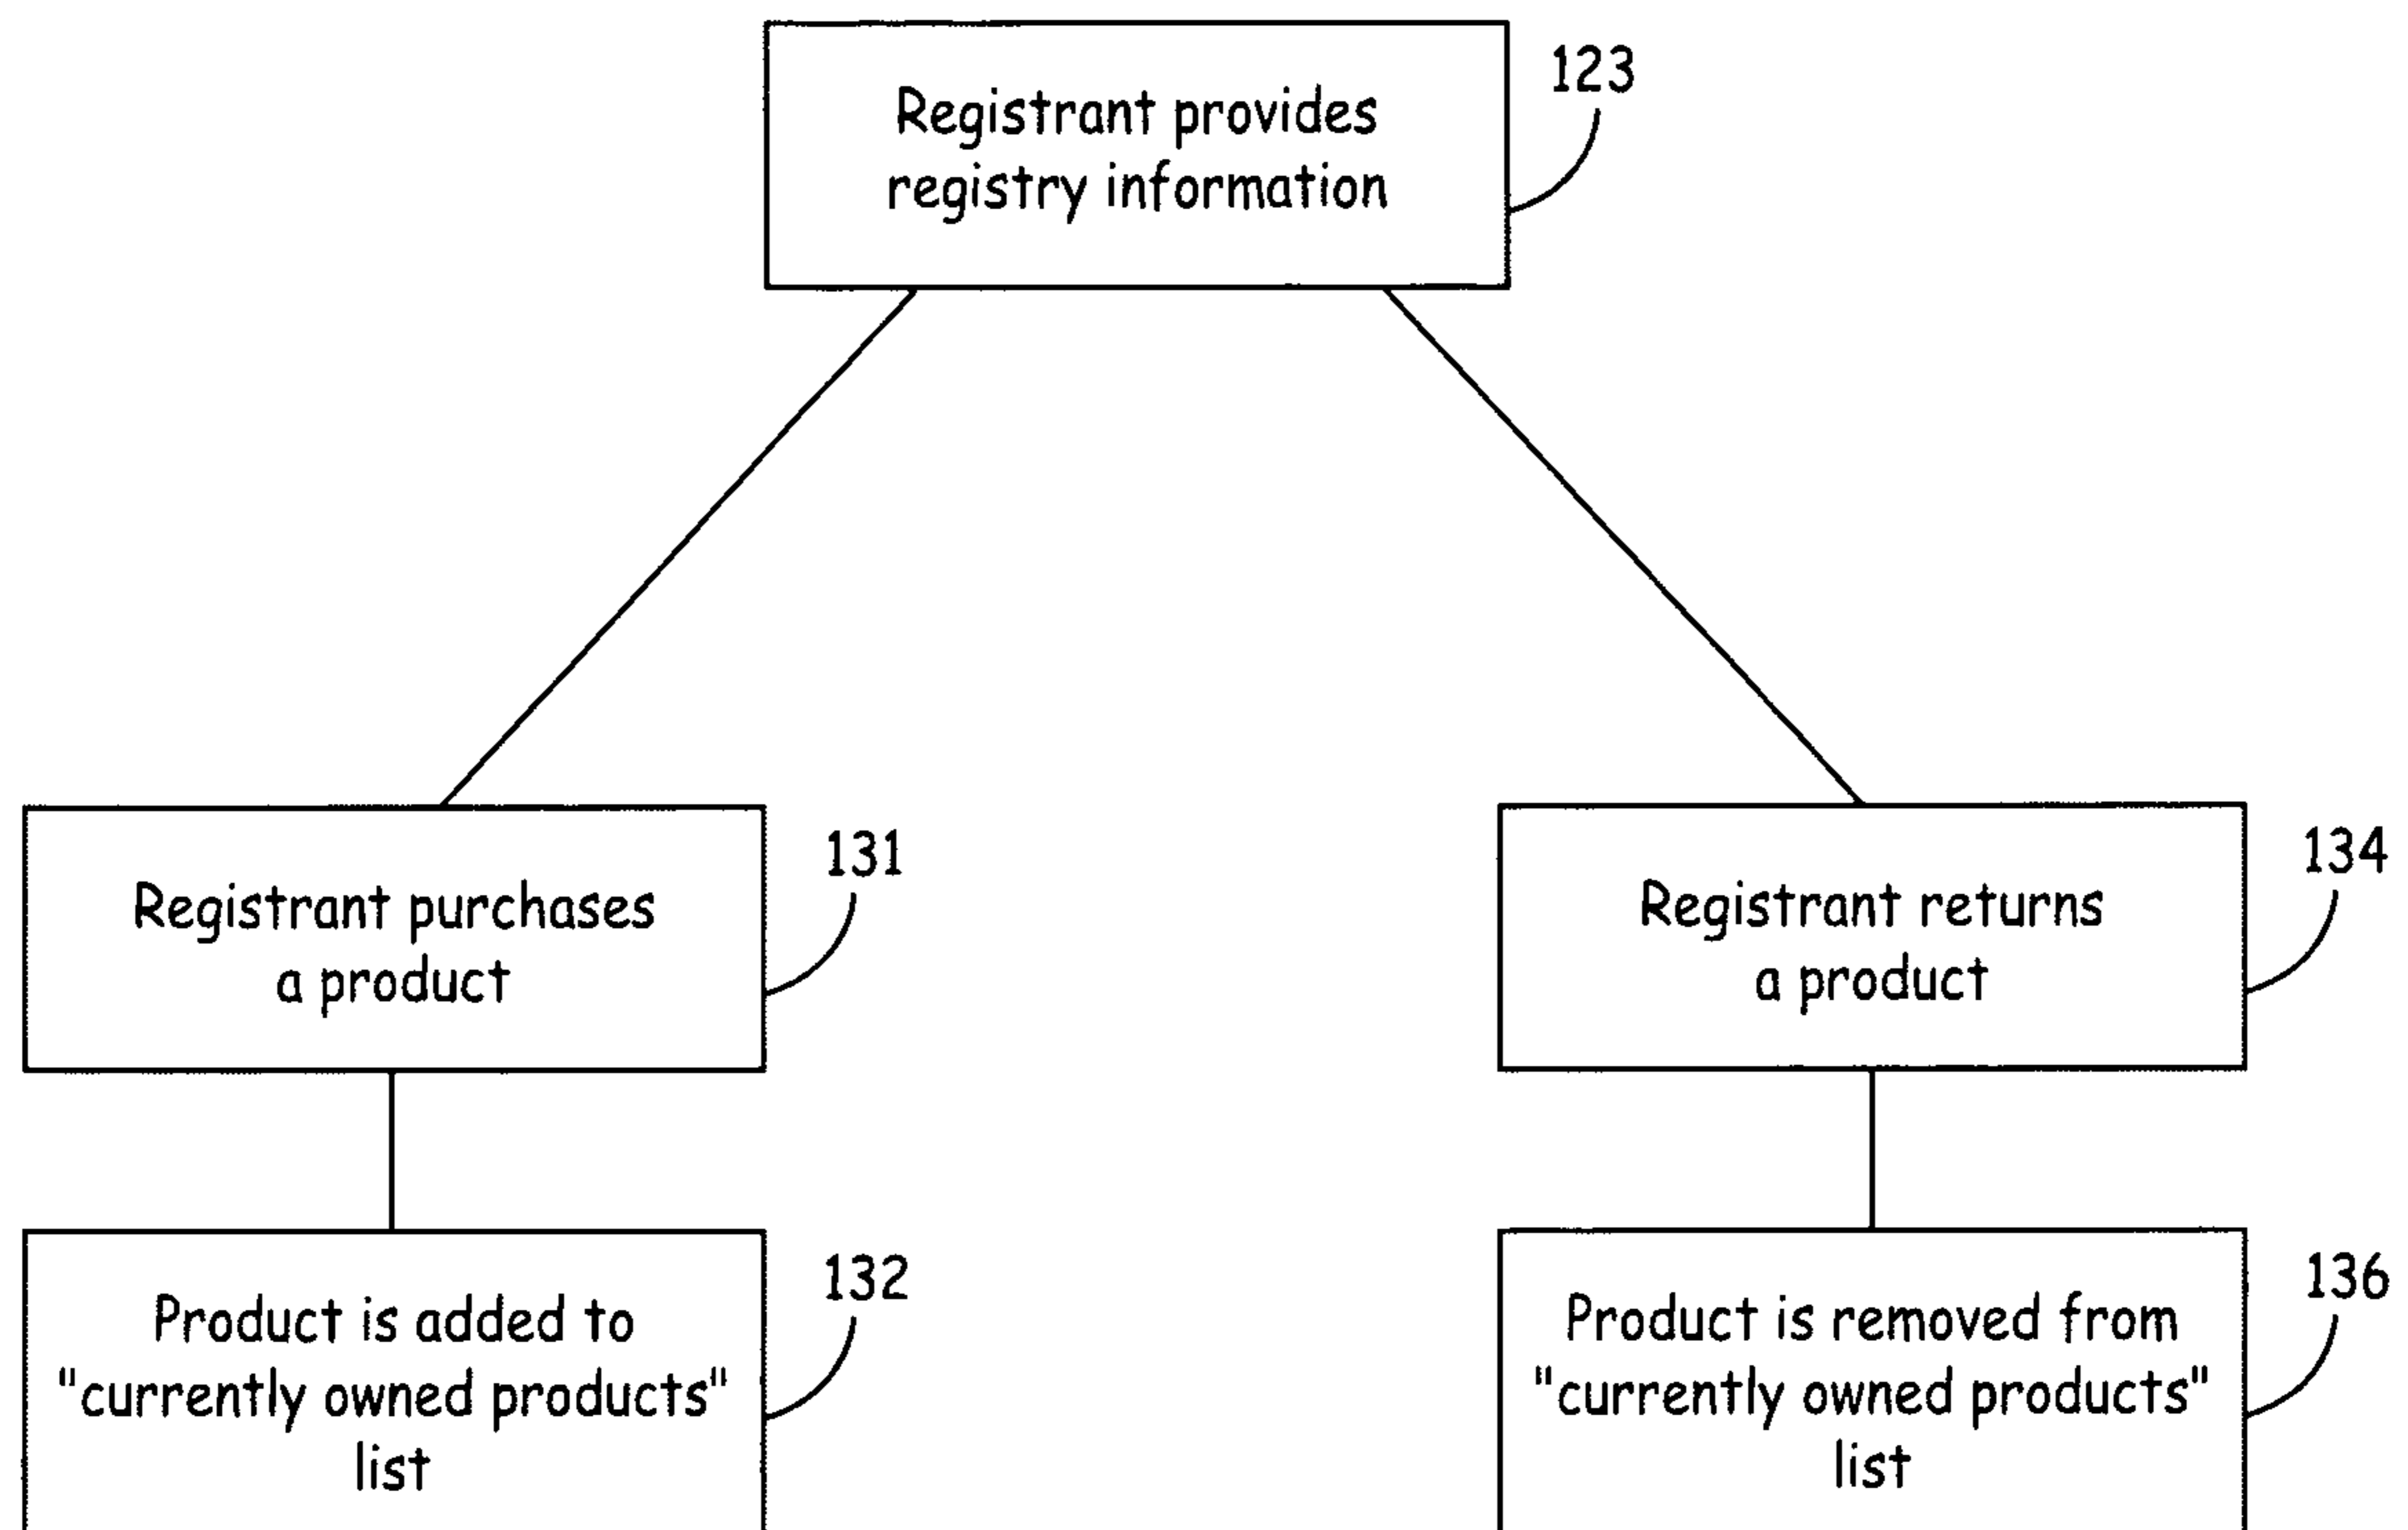 Registrant provides
registry information
123
Registrant purchases
a product
131
Registrant returns
a product
134
Product is added to
"currently owned products"
list
132
Product is removed from
"currently owned products"
list
136